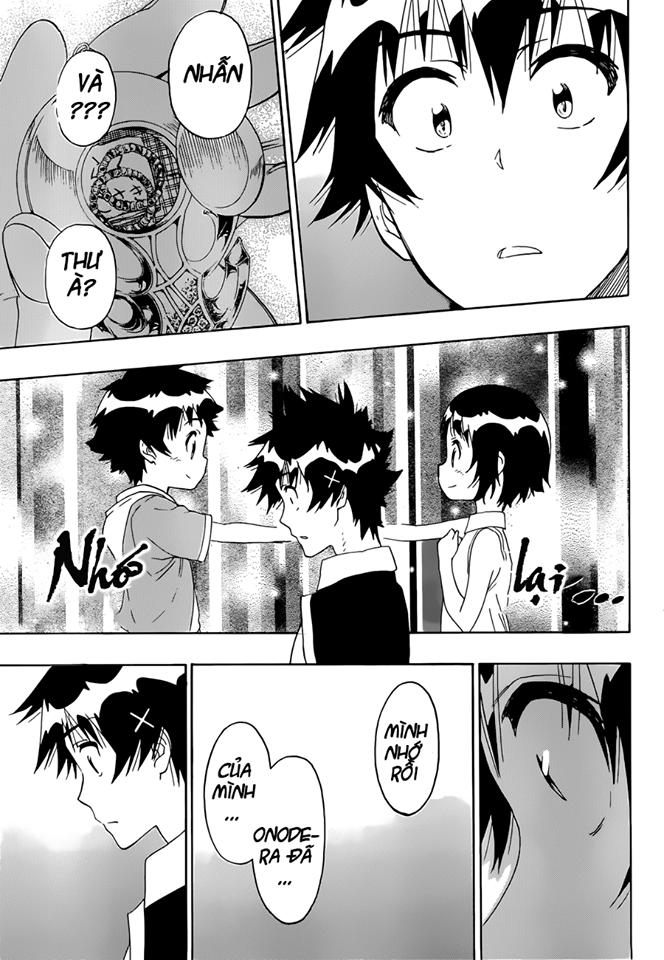 NHẪN
VÀ
???
THƯ
À?
Nhớ
lại...
MÌNH
NHỚ
RỒI
ONODE-
RA ĐÃ
...
CỦA
MÌNH
...